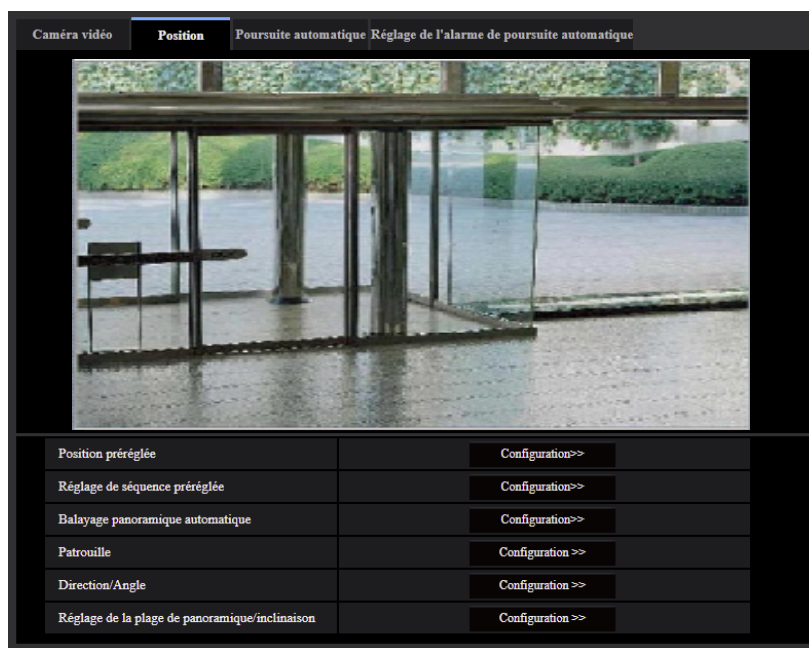 Caméra vidéo Position Poursuite automatique Réglage de l'alarme de poursuite automatique
Position préréglée Configuration>>
Réglage de séquence préréglée Configuration>>
Balayage panoramique automatique Configuration>>
Patrouille Configuration >>
Direction/Angle Configuration >>
Réglage de la plage de panoramique/inclinaison Configuration >>